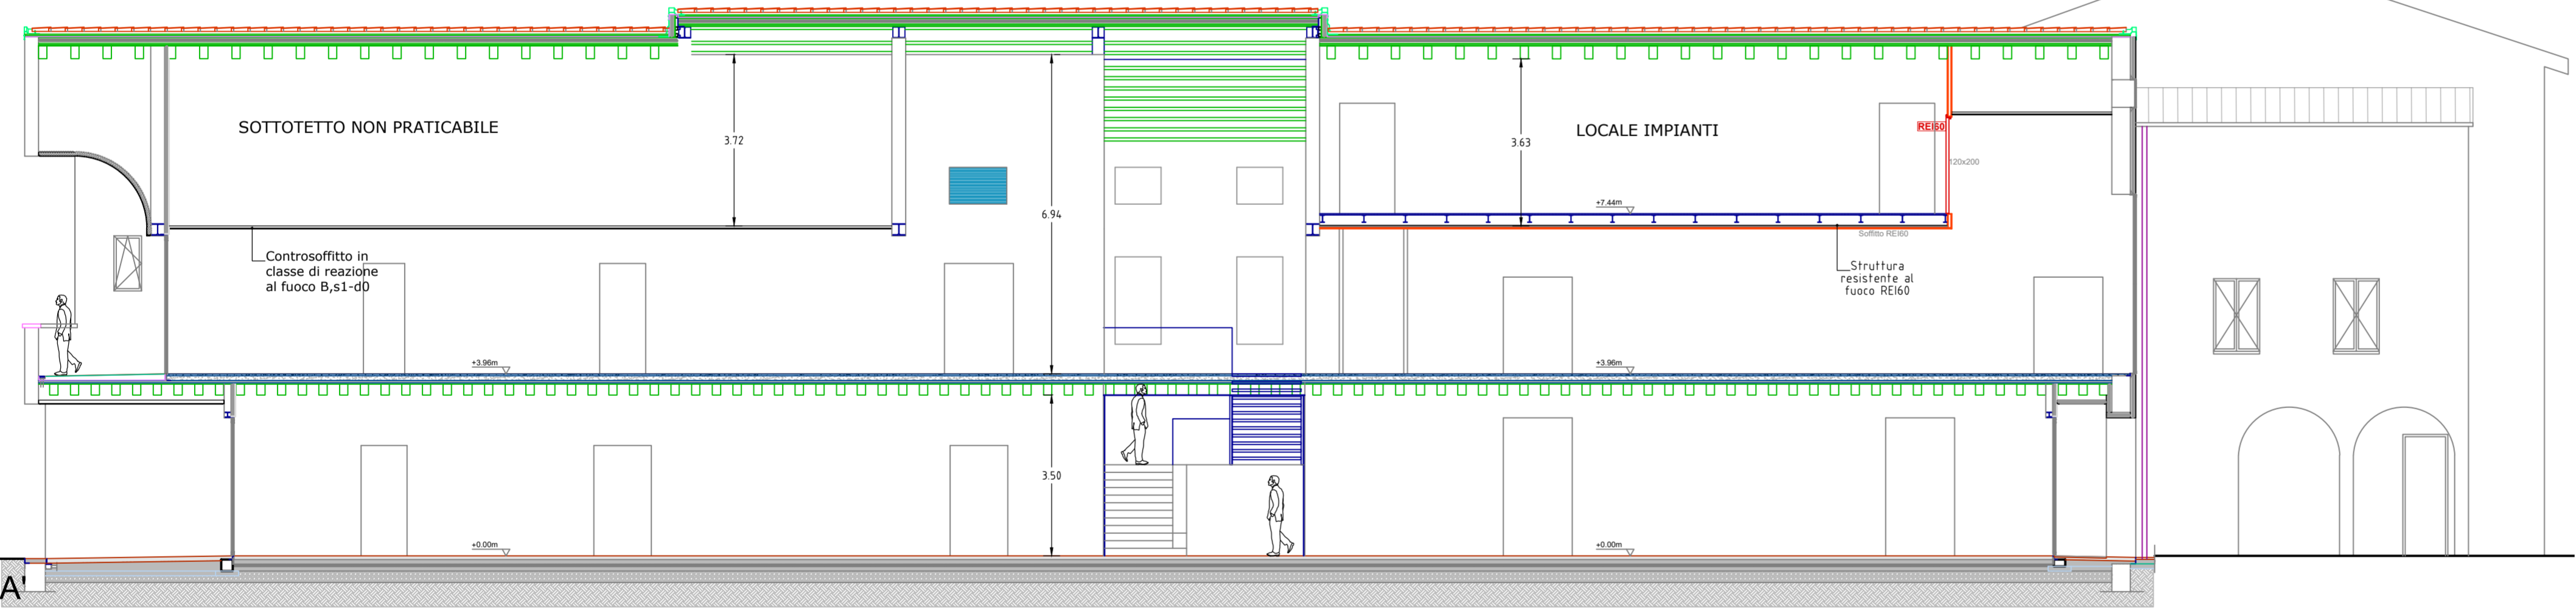 SOTTOTETTO NON PRATICABILE
3.72
6.94
3.63
LOCALE IMPIANTI
REI60
120x200
+7.44m
Soffitto REI60
Controsoffitto in
classe di reazione
al fuoco B,s1-d0
Struttura
resistente al
fuoco REI60
+3.96m
+3.96m
3.50
+0.00m
+0.00m
A'